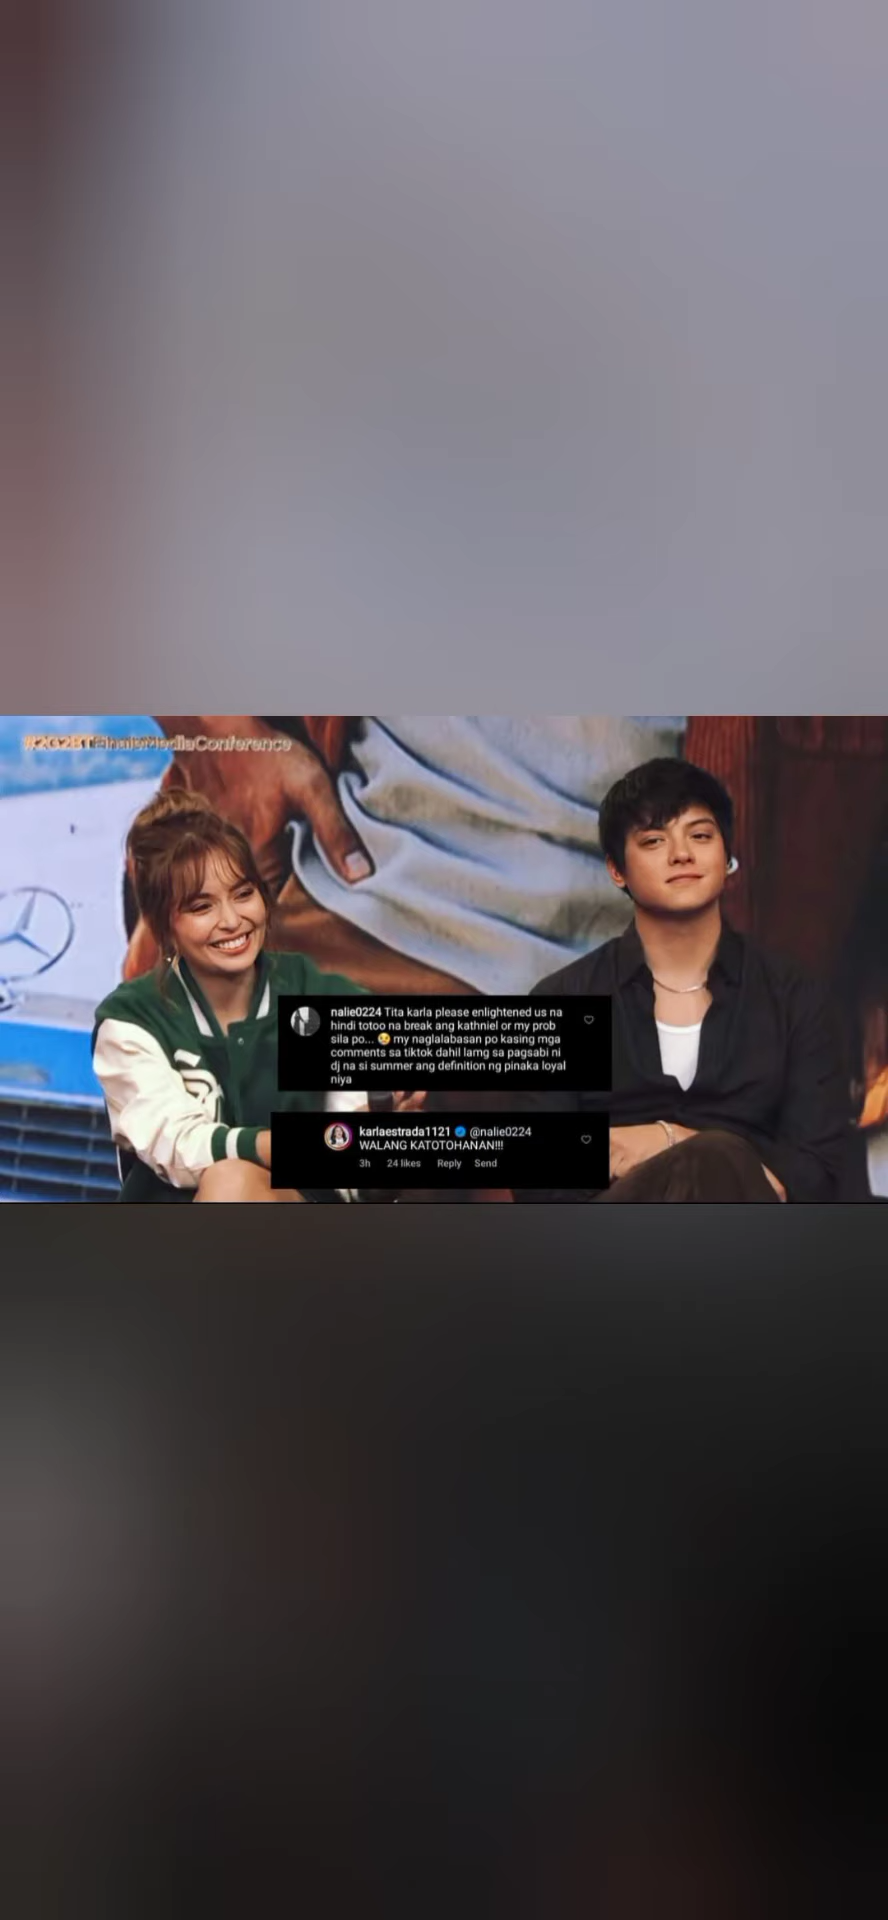 #2G2BTFinaleMediaConference
nalie0224 Tita karla please enlightened us na
hindi totoo na break ang kathniel or my prob
sila po... 😢 my naglalabasan po kasing mga
comments sa tiktok dahil lamg sa pagsabi ni
dj na si summer ang definition ng pinaka loyal
niya
karlaestrada1121 @nalie0224
WALANG KATOTOHANAN!!!
3h 24 likes Reply Send